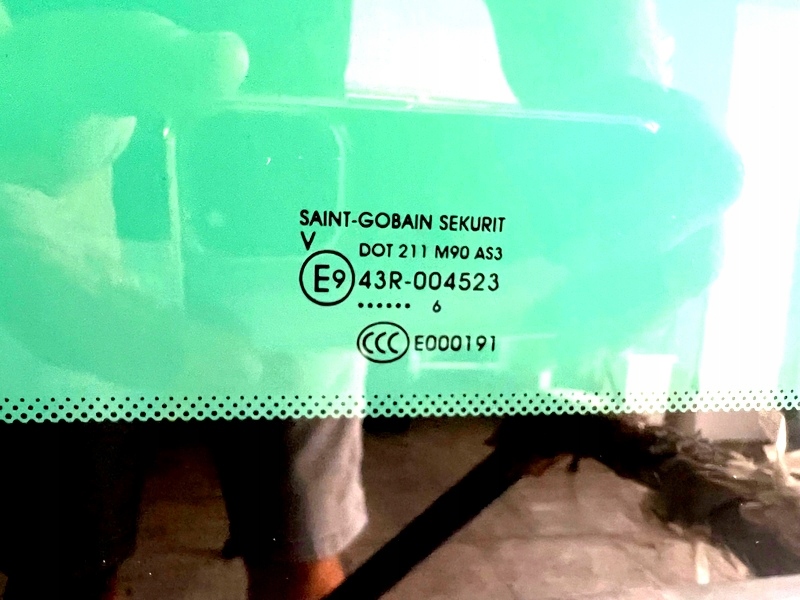 SAINT-GOBAIN SEKURIT
V
DOT 211 M90 AS3
E9 43R-004523
...... 6
CCC E000191